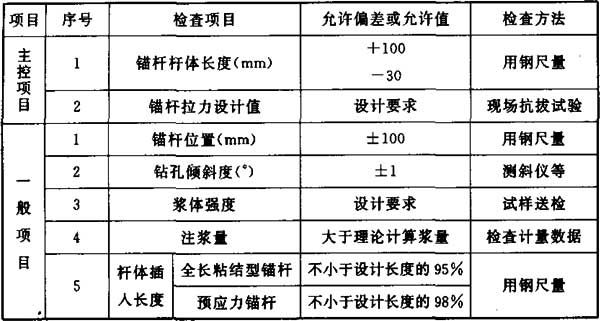 项目 序号 检查项目 允许偏差或允许值 检查方法
主控项目 1 锚杆杆体长度(mm) +100 -30 用钢尺量
2 锚杆拉力设计值 设计要求 现场抗拔试验
一般项目 1 锚杆位置(mm) ±100 用钢尺量
2 钻孔倾斜度(°) ±1 测斜仪等
3 浆体强度 设计要求 试样送检
4 注浆量 大于理论计算浆量 检查计量数据
5 杆体插入长度 全长粘结型锚杆 不小于设计长度的95% 用钢尺量
预应力锚杆 不小于设计长度的98%